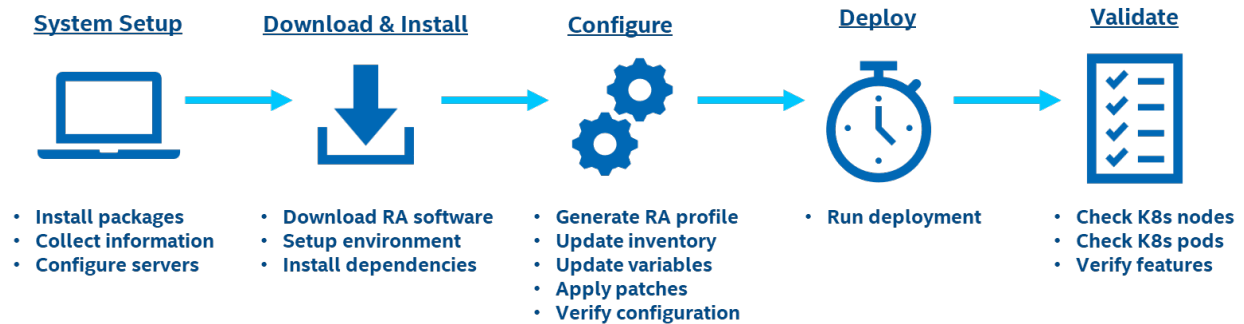 System Setup
Download & Install
Configure
Deploy
Validate
• Install packages
• Collect information
• Configure servers
• Download RA software
• Setup environment
• Install dependencies
• Generate RA profile
• Update inventory
• Update variables
• Apply patches
• Verify configuration
• Run deployment
• Check K8s nodes
• Check K8s pods
• Verify features